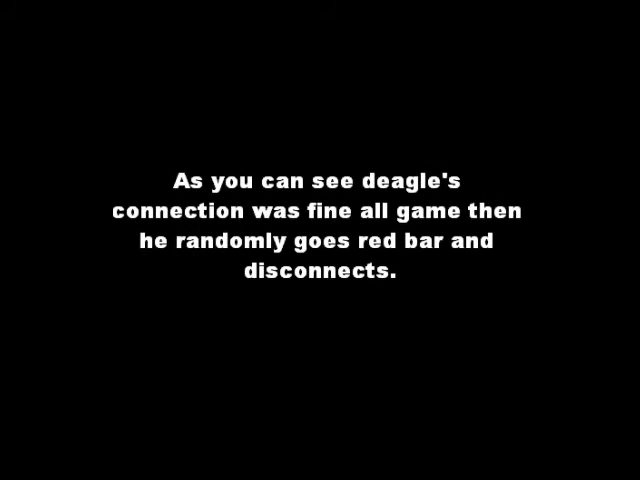 As you can see deagle's
connection was fine all game then
he randomly goes red bar and
disconnects.